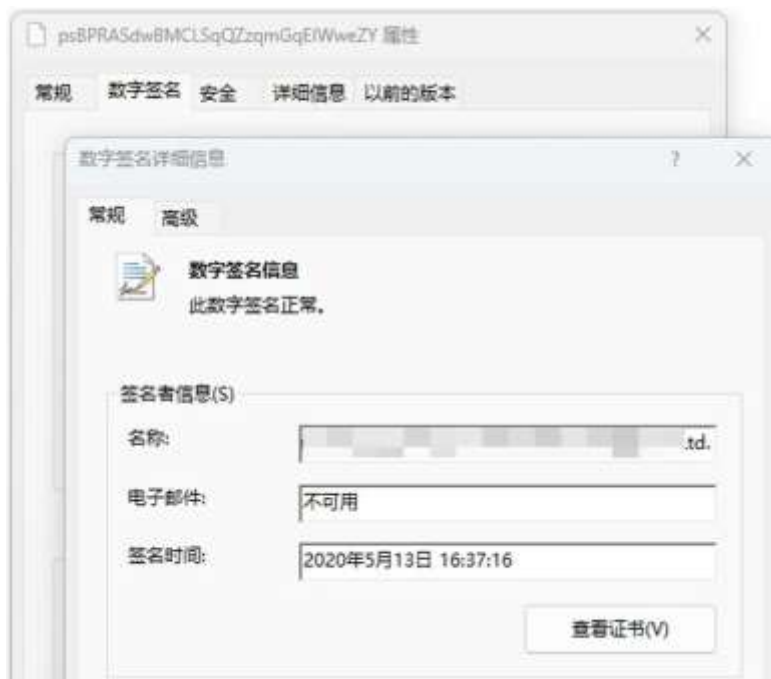 psBPRASdwBMCLSqQZzqmGqEIWweZY 属性
常规 数字签名 安全 详细信息 以前的版本
数字签名详细信息
常规 高级
数字签名信息
此数字签名正常。
签名者信息(S)
名称: .td.
电子邮件: 不可用
签名时间: 2020年5月13日 16:37:16
查看证书(V)